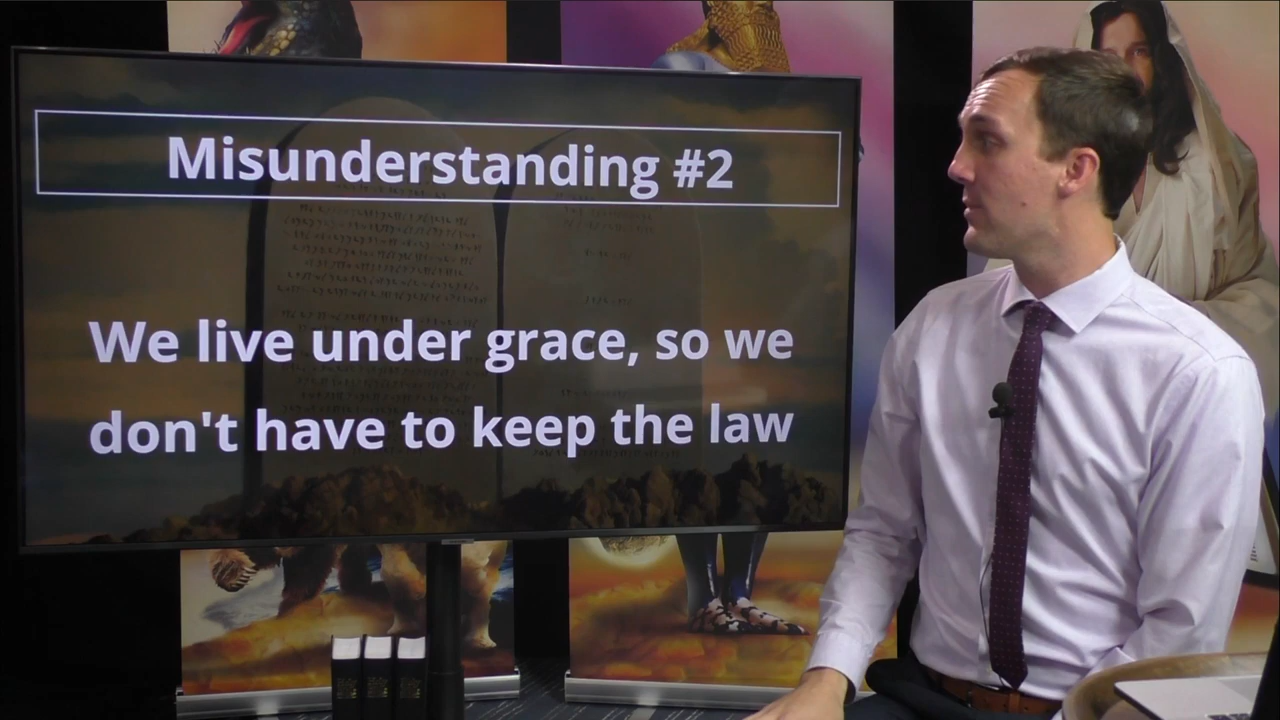 Misunderstanding #2
We live under grace, so we
don't have to keep the law